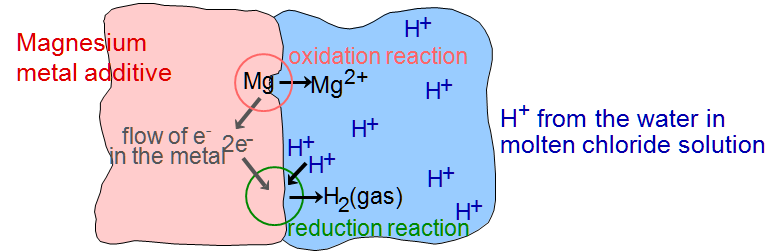 Magnesium
metal additive
H⁺
oxidation reaction
Mg
Mg²⁺
H⁺
H⁺ from the water in
molten chloride solution
flow of e⁻
in the metal
2e⁻
H⁺
H⁺
H⁺
H⁺
H₂(gas)
H⁺
reduction reaction